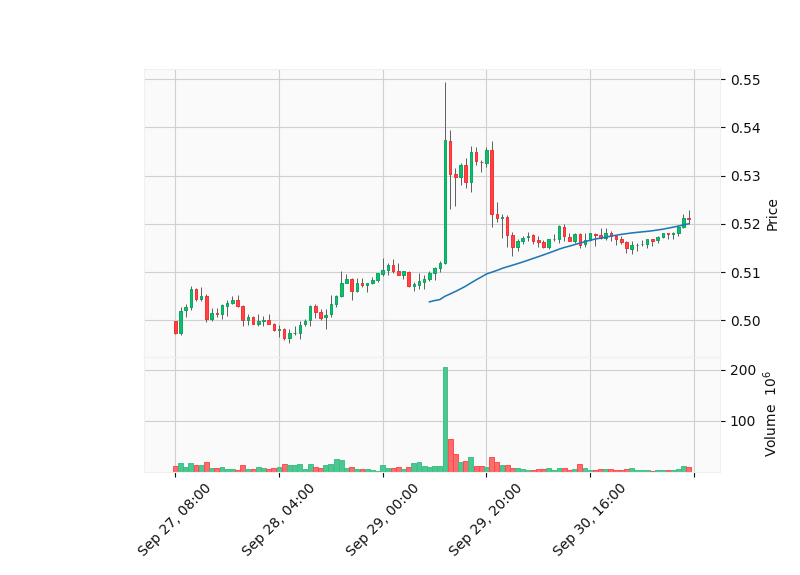 0.55
0.54
0.53
0.52
0.51
0.50
Price
200
100
Volume 10^6
Sep 27, 08:00
Sep 28, 04:00
Sep 29, 00:00
Sep 29, 20:00
Sep 30, 16:00